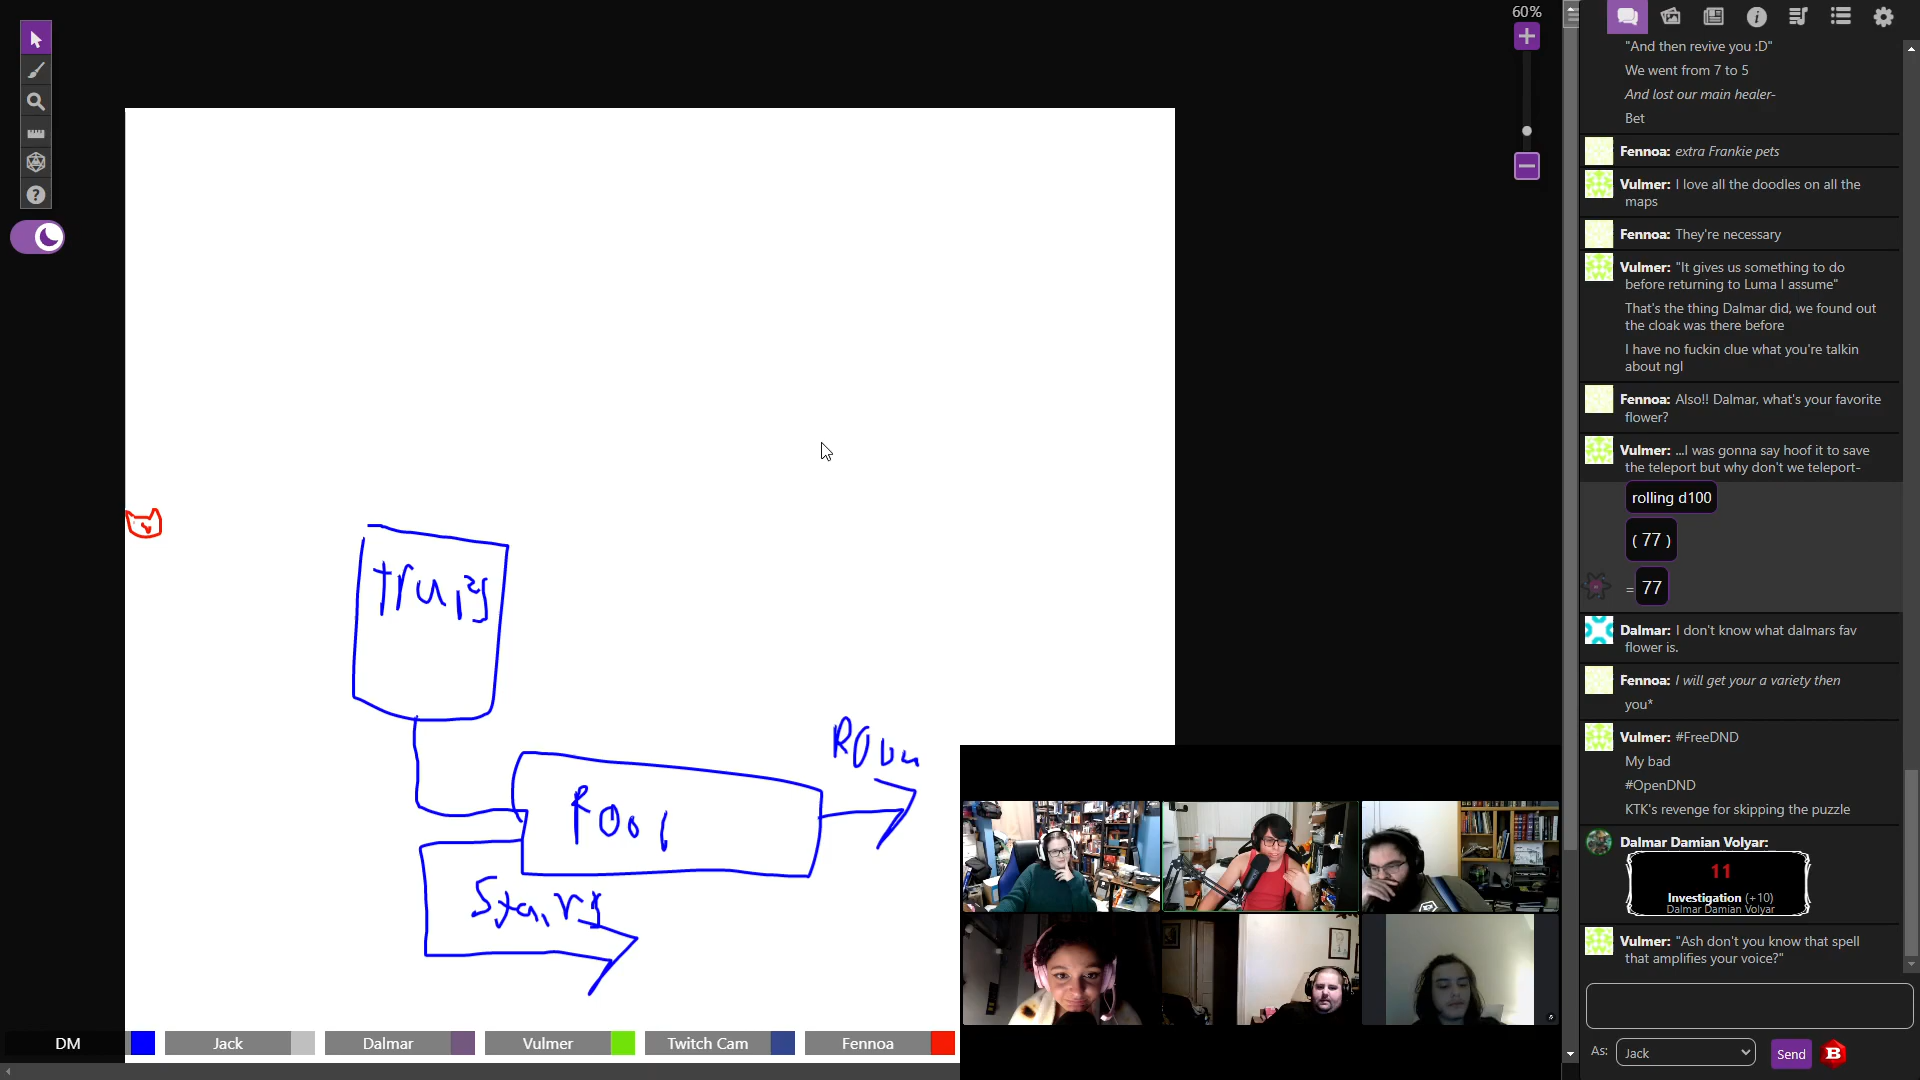 60%
"And then revive you :D"
We went from 7 to 5
And lost our main healer-
Bet
Fennoa: extra Frankie pets
Vulmer: I love all the doodles on all the
maps
Fennoa: They're necessary
Vulmer: "It gives us something to do
before returning to Luma I assume"
That's the thing Dalmar did, we found out
the cloak was there before
I have no fuckin clue what you're talkin
about ngl
Fennoa: Also!! Dalmar, what's your favorite
flower?
Vulmer: ...I was gonna say hoof it to save
the teleport but why don't we teleport-
rolling d100
( 77 )
= 77
Dalmar: I don't know what dalmars fav
flower is.
Fennoa: I will get your a variety then
you*
Vulmer: #FreeDND
My bad
#OpenDND
KTK's revenge for skipping the puzzle
Dalmar Damian Volyar:
11
Investigation (+10)
Dalmar Damian Volyar
Vulmer: "Ash don't you know that spell
that amplifies your voice?"
As: Jack Send B
Pool
Stairs
DM Jack Dalmar Vulmer Twitch Cam Fennoa